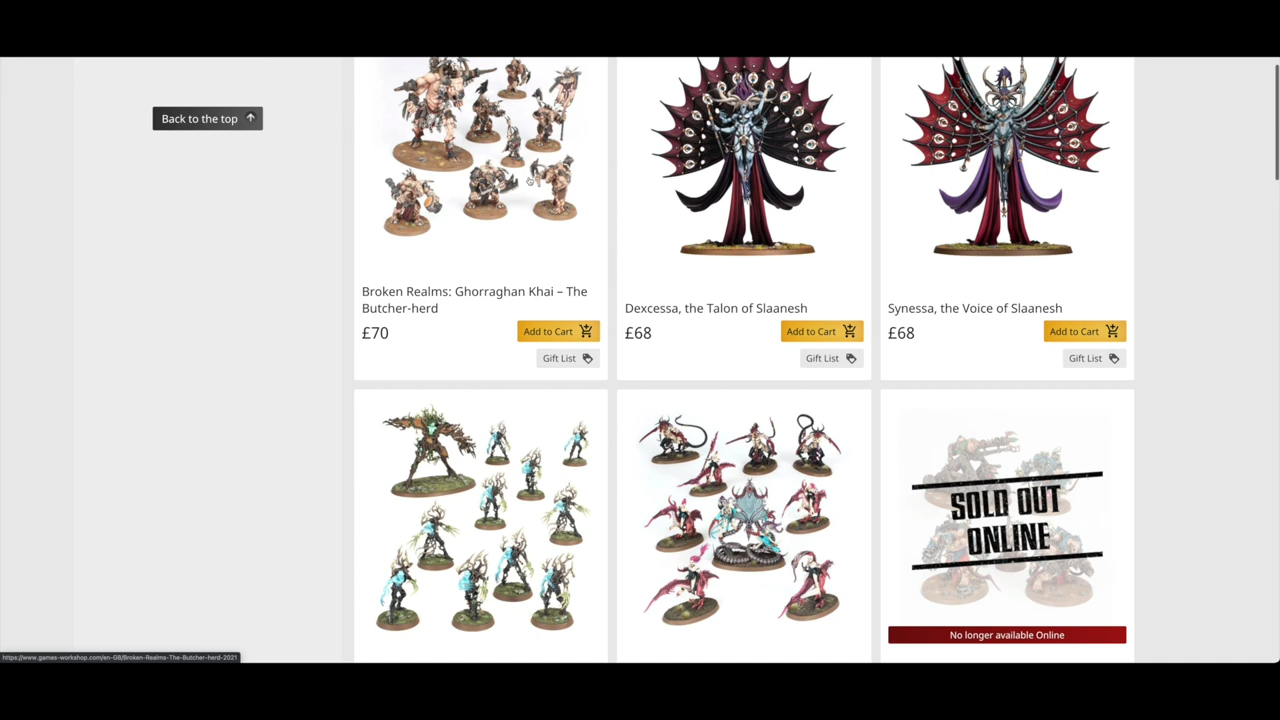 Back to the top
Broken Realms: Ghorraghan Khai – The
Butcher-herd
£70
Add to Cart
Gift List
Dexcessa, the Talon of Slaanesh
£68
Add to Cart
Gift List
Synessa, the Voice of Slaanesh
£68
Add to Cart
Gift List
SOLD OUT
ONLINE
No longer available Online
https://www.games-workshop.com/en-GB/Broken-Realms-The-Butcher-herd-2021